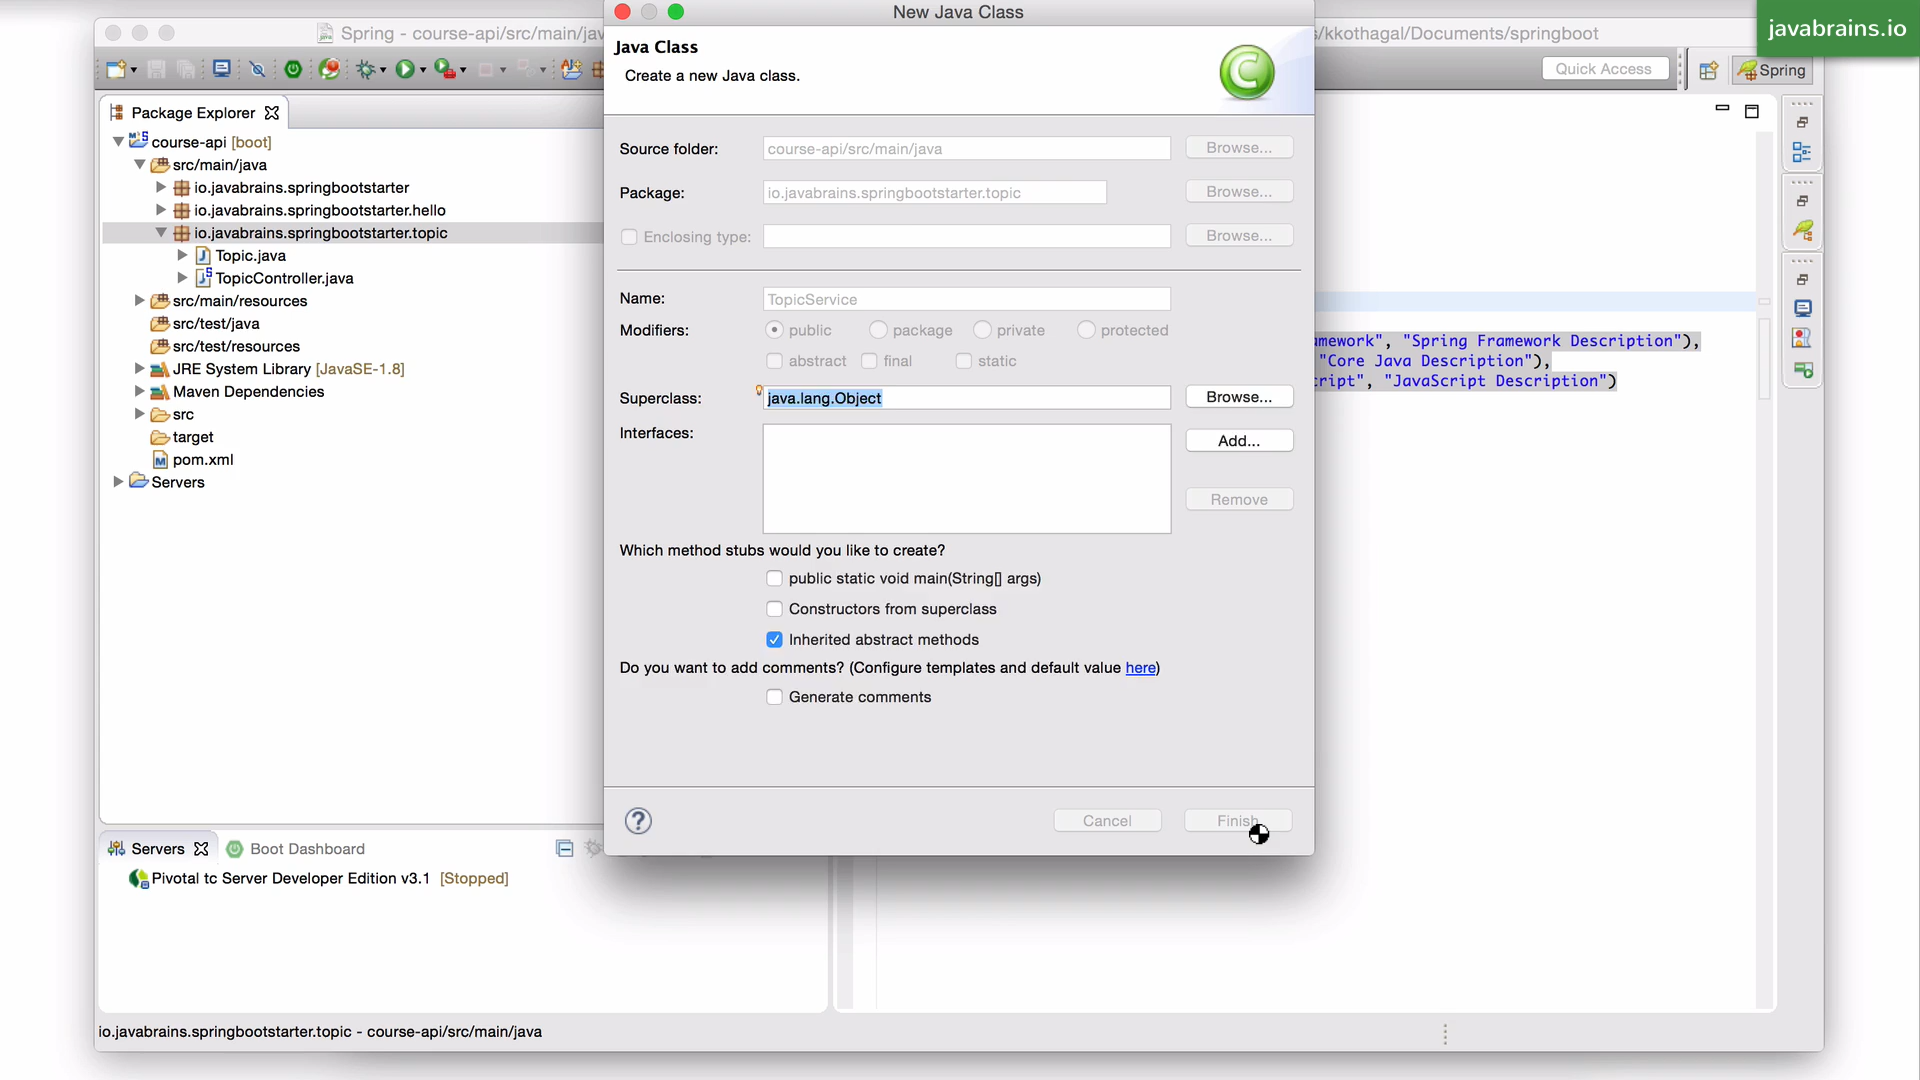 New Java Class
javabrains.io
Spring - course-api/src/main/jav
s/kkothagal/Documents/springboot
Java Class
Create a new Java class.
Quick Access
Spring
Package Explorer
course-api [boot]
src/main/java
io.javabrains.springbootstarter
io.javabrains.springbootstarter.hello
io.javabrains.springbootstarter.topic
Topic.java
TopicController.java
src/main/resources
src/test/java
src/test/resources
JRE System Library [JavaSE-1.8]
Maven Dependencies
src
target
pom.xml
Servers
Source folder: course-api/src/main/java Browse...
Package: io.javabrains.springbootstarter.topic Browse...
Enclosing type: Browse...
Name: TopicService
Modifiers: public package private protected
abstract final static
Superclass: java.lang.Object Browse...
Interfaces: Add...
Remove
Which method stubs would you like to create?
public static void main(String[] args)
Constructors from superclass
Inherited abstract methods
Do you want to add comments? (Configure templates and default value here)
Generate comments
Cancel Finish
mework", "Spring Framework Description"),
"Core Java Description"),
cript", "JavaScript Description")
Servers Boot Dashboard
Pivotal tc Server Developer Edition v3.1 [Stopped]
io.javabrains.springbootstarter.topic - course-api/src/main/java